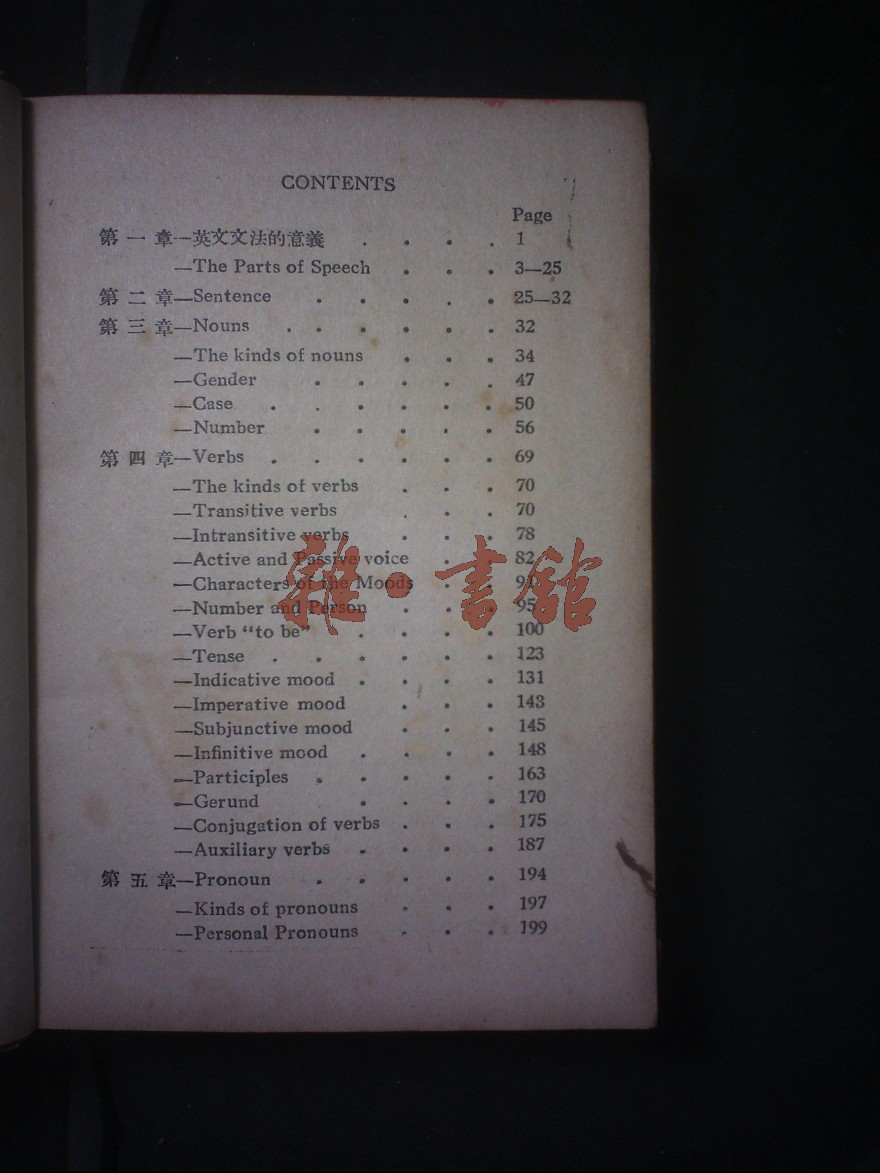 CONTENTS
Page
第一章—英文文法的意義 . . . . 1
—The Parts of Speech . . . 3—25
第二章—Sentence . . . . . 25—32
第三章—Nouns . . . . . . 32
—The kinds of nouns . . . 34
—Gender . . . . . 47
—Case . . . . . . 50
—Number . . . . . 56
第四章—Verbs . . . . . . 69
—The kinds of verbs . . . 70
—Transitive verbs . . . 70
—Intransitive verbs . . . 78
—Active and Passive voice . . 82
—Characters of the Moods . .
—Number and Person . . . 95
—Verb “to be” . . . . 100
—Tense . . . . . . 123
—Indicative mood . . . . 131
—Imperative mood . . . 143
—Subjunctive mood . . . 145
—Infinitive mood . . . . 148
—Participles . . . . . 163
—Gerund . . . . 170
—Conjugation of verbs . . . 175
—Auxiliary verbs . . . . 187
第五章—Pronoun . . . . . 194
—Kinds of pronouns . . . 197
—Personal Pronouns . . . 199
雜·書館